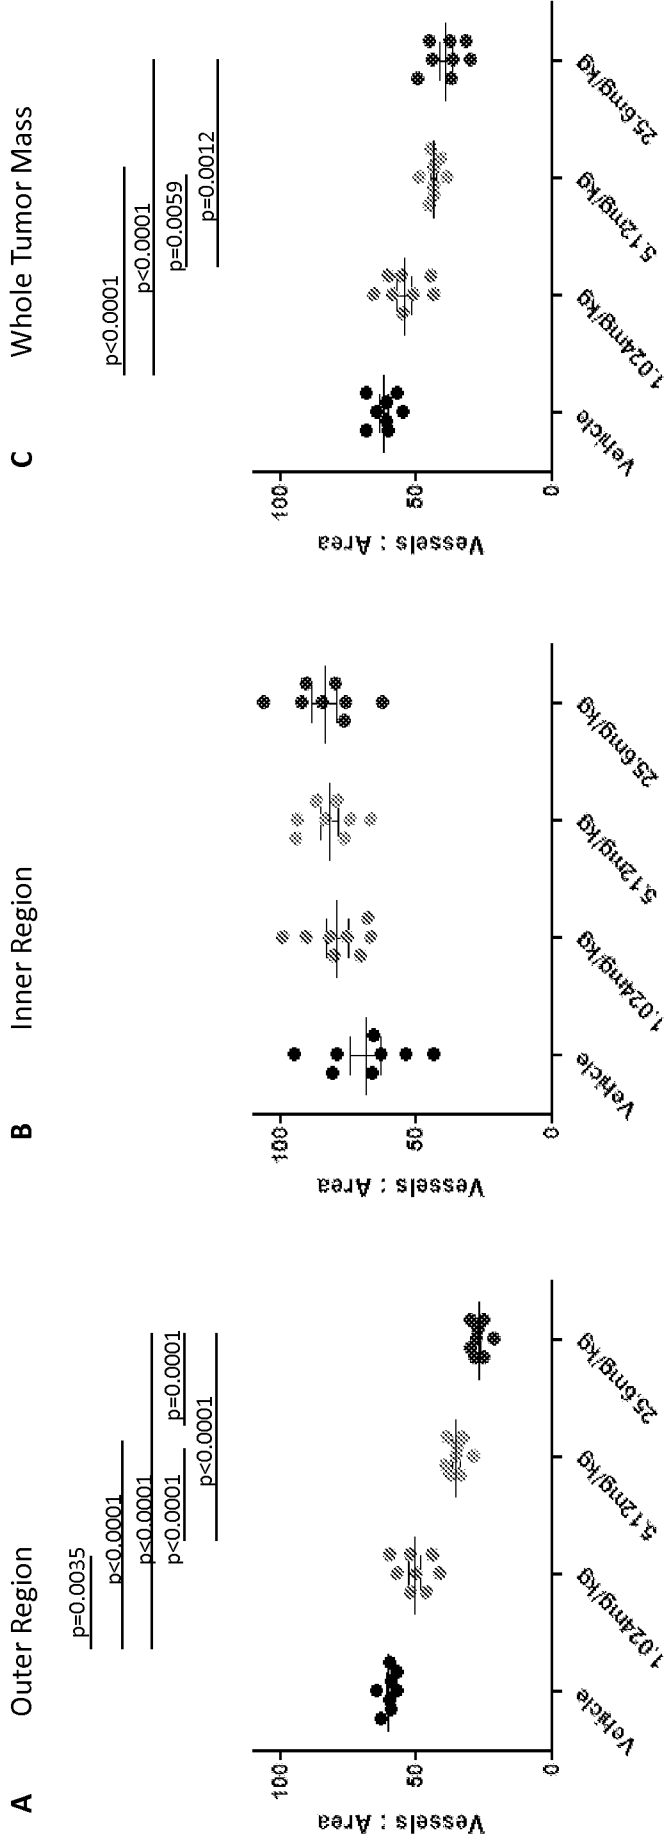 A Outer Region
p=0.0035
p<0.0001
p<0.0001
p<0.0001 p=0.0001
p<0.0001
Vessels : Area
100
50
0
Vehicle
1.024mg/kg
5.12mg/kg
25.6mg/kg
B Inner Region
Vessels : Area
100
50
0
Vehicle
1.024mg/kg
5.12mg/kg
25.6mg/kg
C Whole Tumor Mass
p<0.0001
p<0.0001
p=0.0059
p=0.0012
Vessels : Area
100
50
0
Vehicle
1.024mg/kg
5.12mg/kg
25.6mg/kg